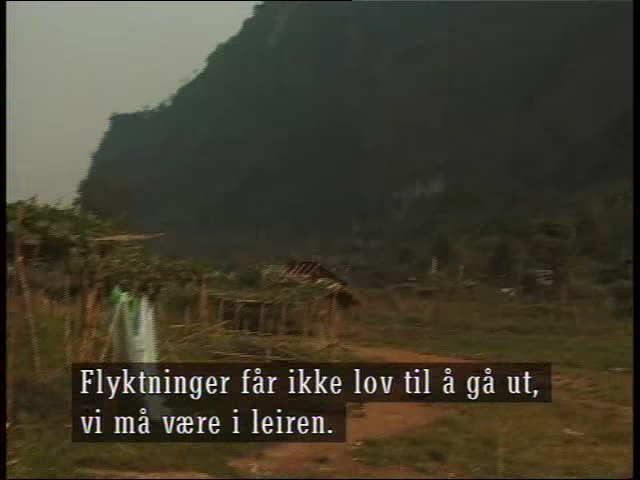 Flyktninger får ikke lov til å gå ut,
vi må være i leiren.